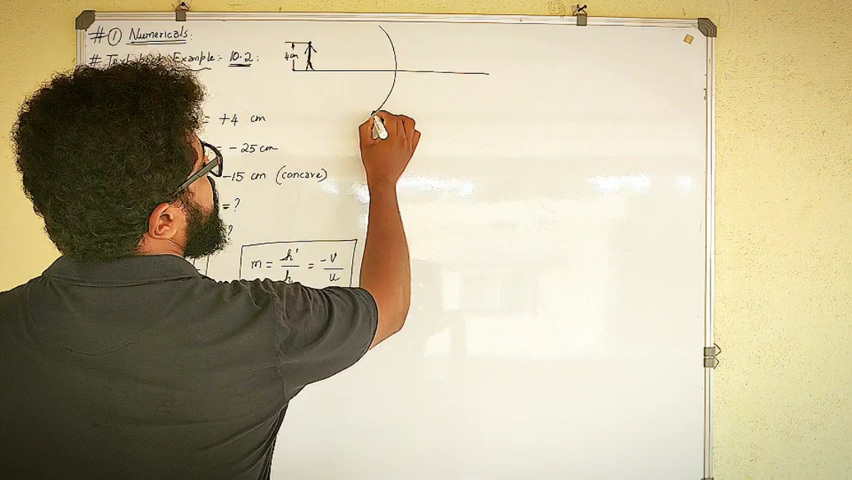 # ① Numericals:
# Text book Example:- 10.2:
4cm
= +4 cm
= -25 cm
-15 cm (concave)
= ?
?
m = h'/h = -v/u